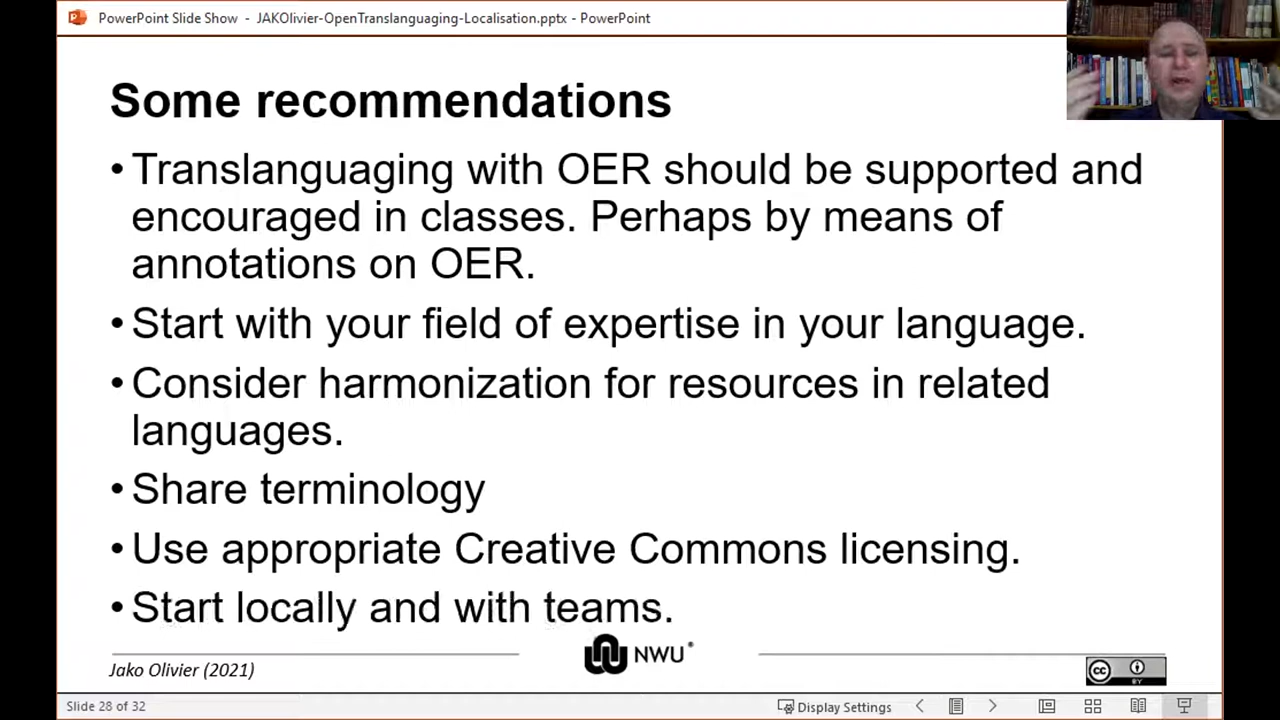 PowerPoint Slide Show - JAKOlivier-OpenTranslanguaging-Localisation.pptx - PowerPoint
Some recommendations
• Translanguaging with OER should be supported and
encouraged in classes. Perhaps by means of
annotations on OER.
• Start with your field of expertise in your language.
• Consider harmonization for resources in related
languages.
• Share terminology
• Use appropriate Creative Commons licensing.
• Start locally and with teams.
Jako Olivier (2021)
NWU®
cc BY
Slide 28 of 32
Display Settings